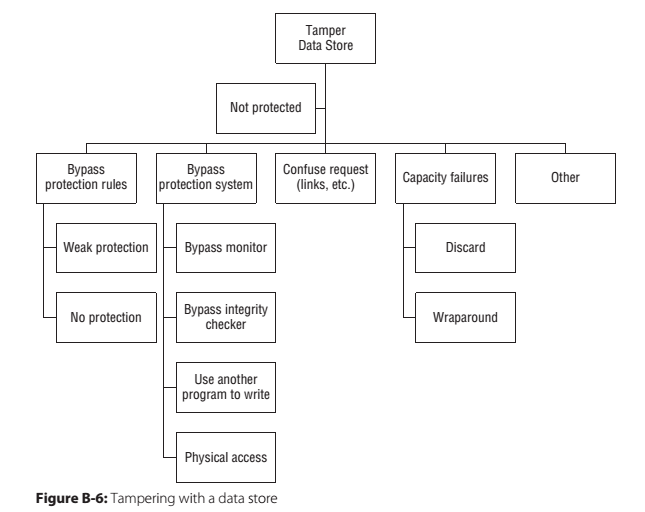 Tamper
Data Store
Not protected
Bypass
protection rules
Bypass
protection system
Confuse request
(links, etc.)
Capacity failures
Other
Weak protection
Bypass monitor
Discard
No protection
Bypass integrity
checker
Wraparound
Use another
program to write
Physical access
Figure B-6: Tampering with a data store